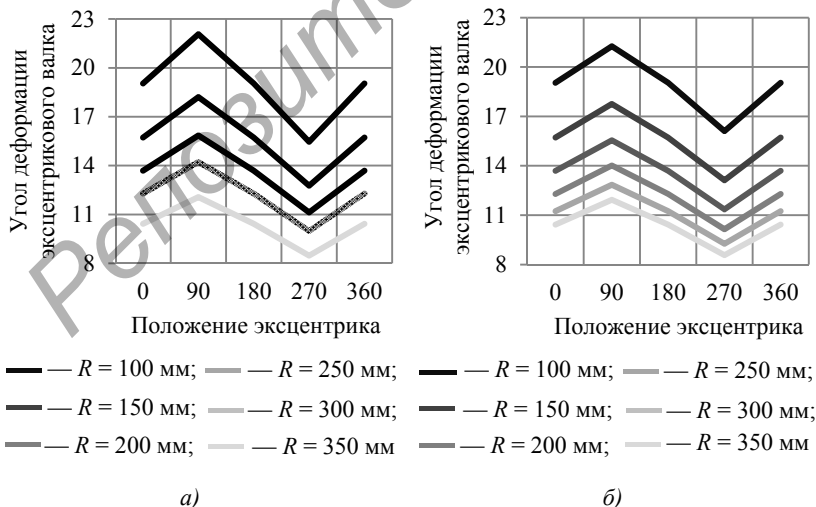 Угол деформации
эксцентрикового валка
23
20
17
14
11
8
0 90 180 270 360
Положение эксцентрика
— R = 100 мм; — R = 250 мм;
— R = 150 мм; — R = 300 мм;
— R = 200 мм; — R = 350 мм
а)
Угол деформации
эксцентрикового валка
23
20
17
14
11
8
0 90 180 270 360
Положение эксцентрика
— R = 100 мм; — R = 250 мм;
— R = 150 мм; — R = 300 мм;
— R = 200 мм; — R = 350 мм
б)